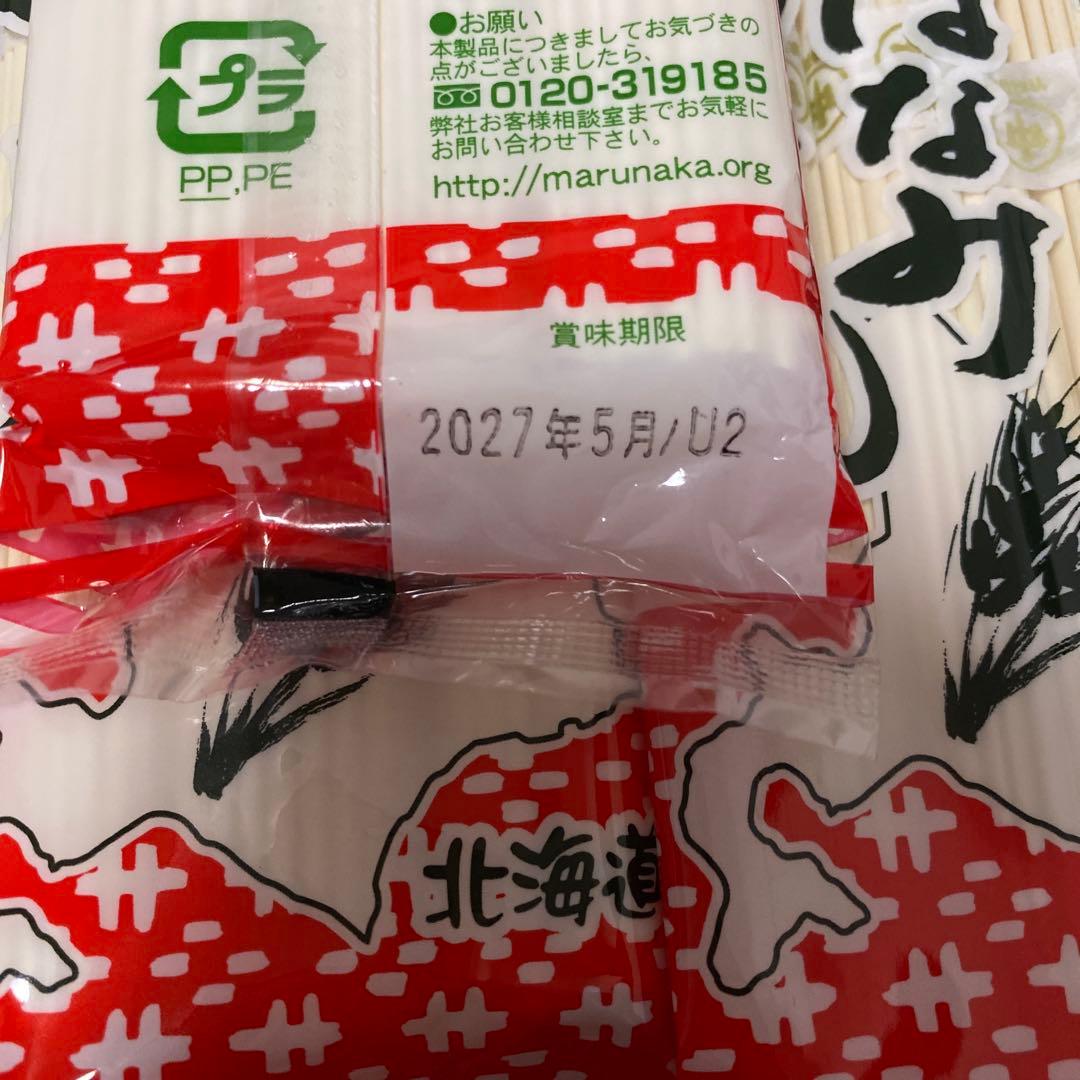 プラ
PP,PE
●お願い
本製品につきましてお気づきの
点がございましたら、
0120-319185
弊社お客様相談室までお気軽に
お問い合わせ下さい。
http://marunaka.org
賞味期限
2027年5月/U2
北海道